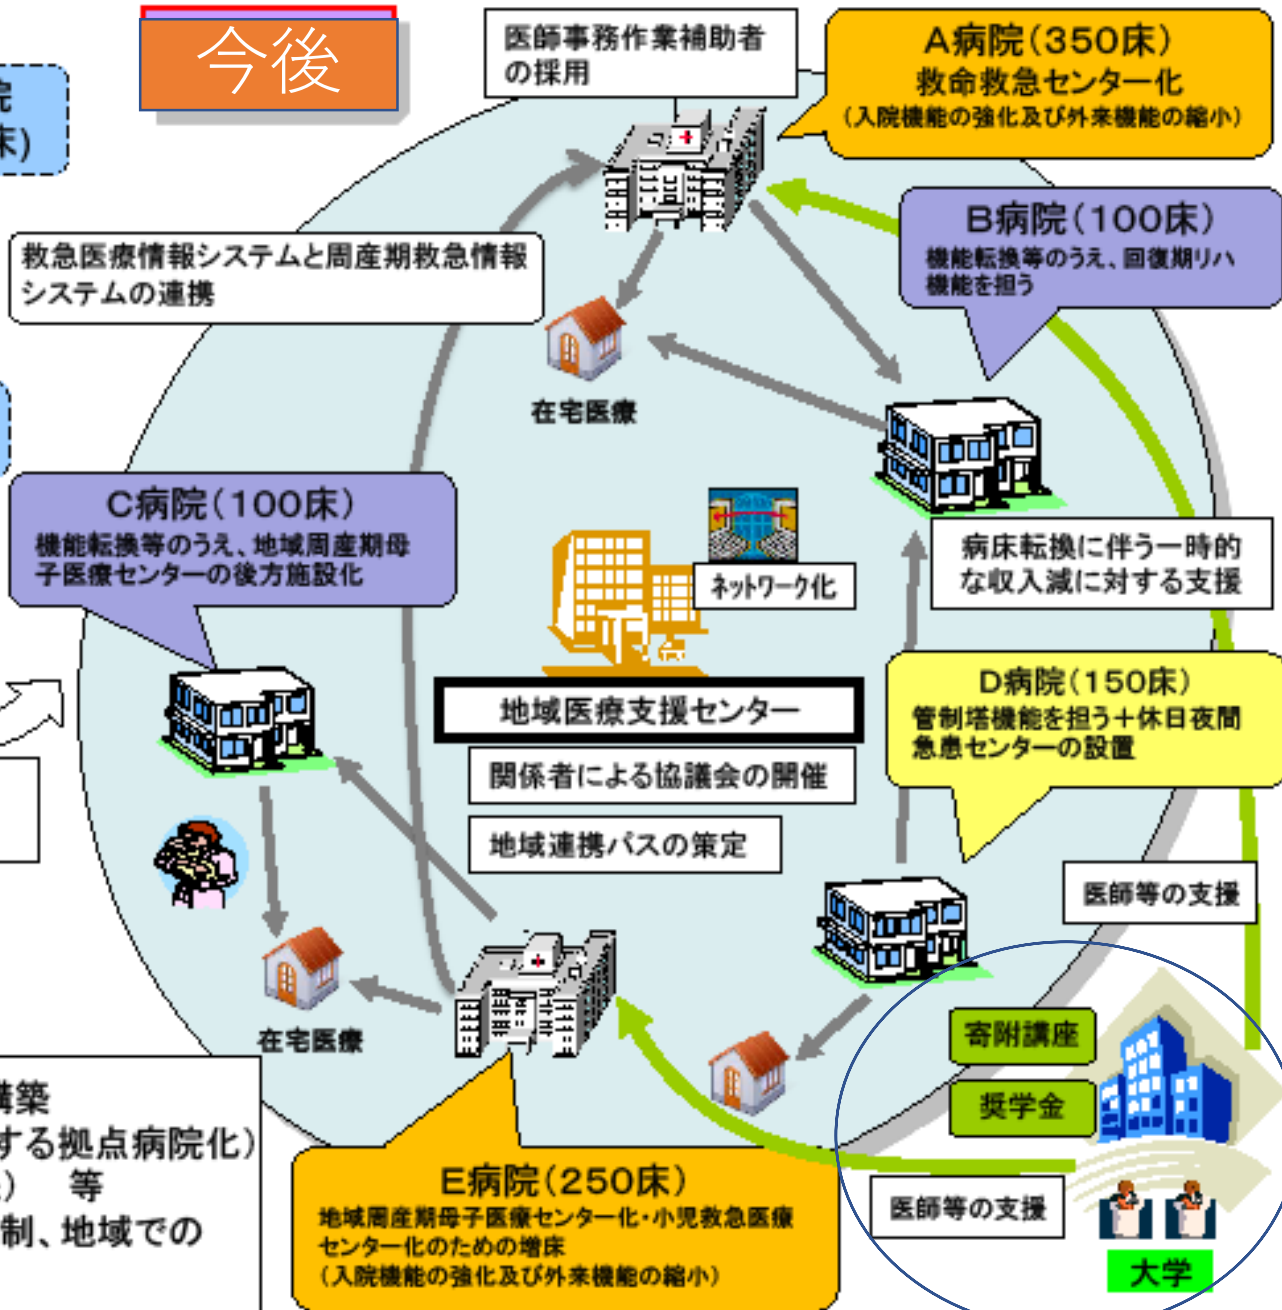 今後
院
床)
医師事務作業補助者
の採用
A病院(350床)
救命救急センター化
(入院機能の強化及び外来機能の縮小)
B病院(100床)
機能転換等のうえ、回復期リハ
機能を担う
救急医療情報システムと周産期救急情報
システムの連携
在宅医療
C病院(100床)
機能転換等のうえ、地域周産期母
子医療センターの後方施設化
ネットワーク化
病床転換に伴う一時的
な収入減に対する支援
地域医療支援センター
関係者による協議会の開催
地域連携パスの策定
D病院(150床)
管制塔機能を担う+休日夜間
急患センターの設置
医師等の支援
在宅医療
寄附講座
奨学金
医師等の支援
大学
E病院(250床)
地域周産期母子医療センター化・小児救急医療
センター化のための増床
(入院機能の強化及び外来機能の縮小)
構築
する拠点病院化)
) 等
制、地域での